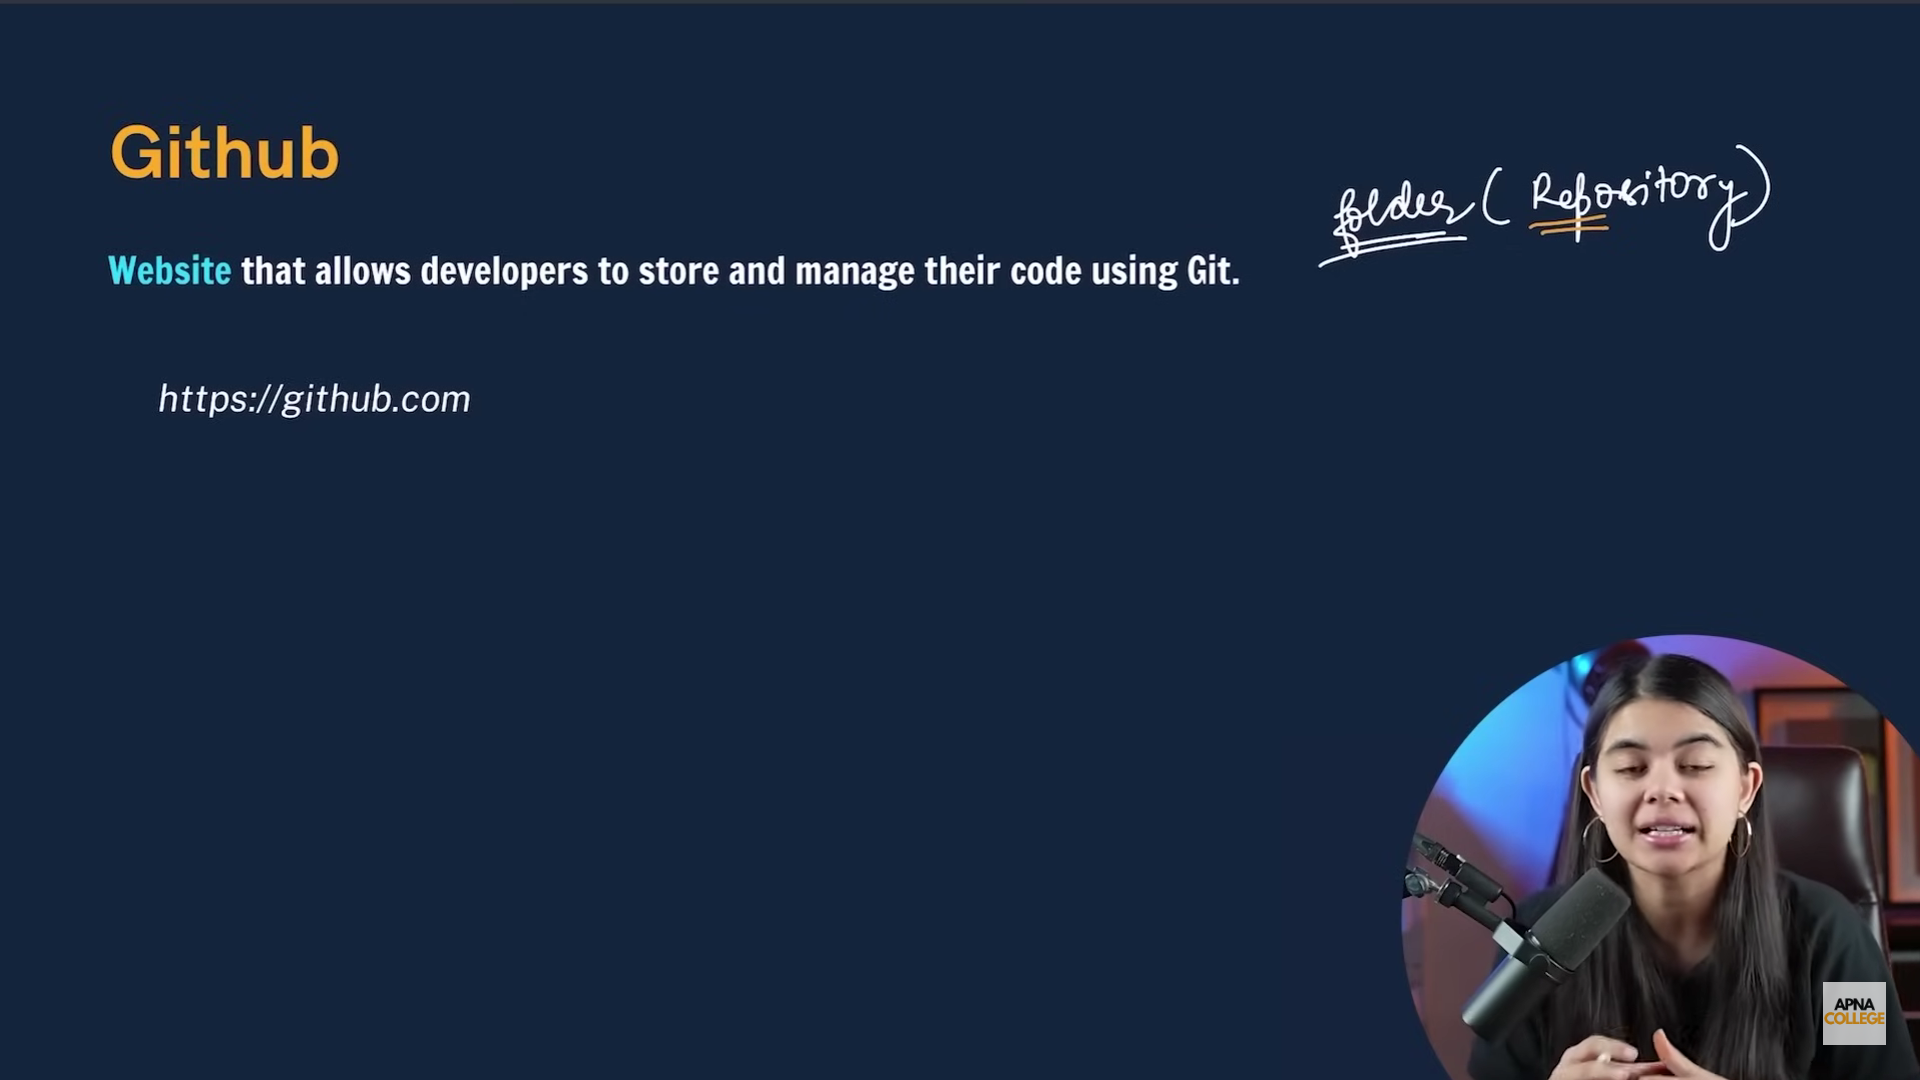 Github
folder (Repository)
Website that allows developers to store and manage their code using Git.
https://github.com
APNA
COLLEGE